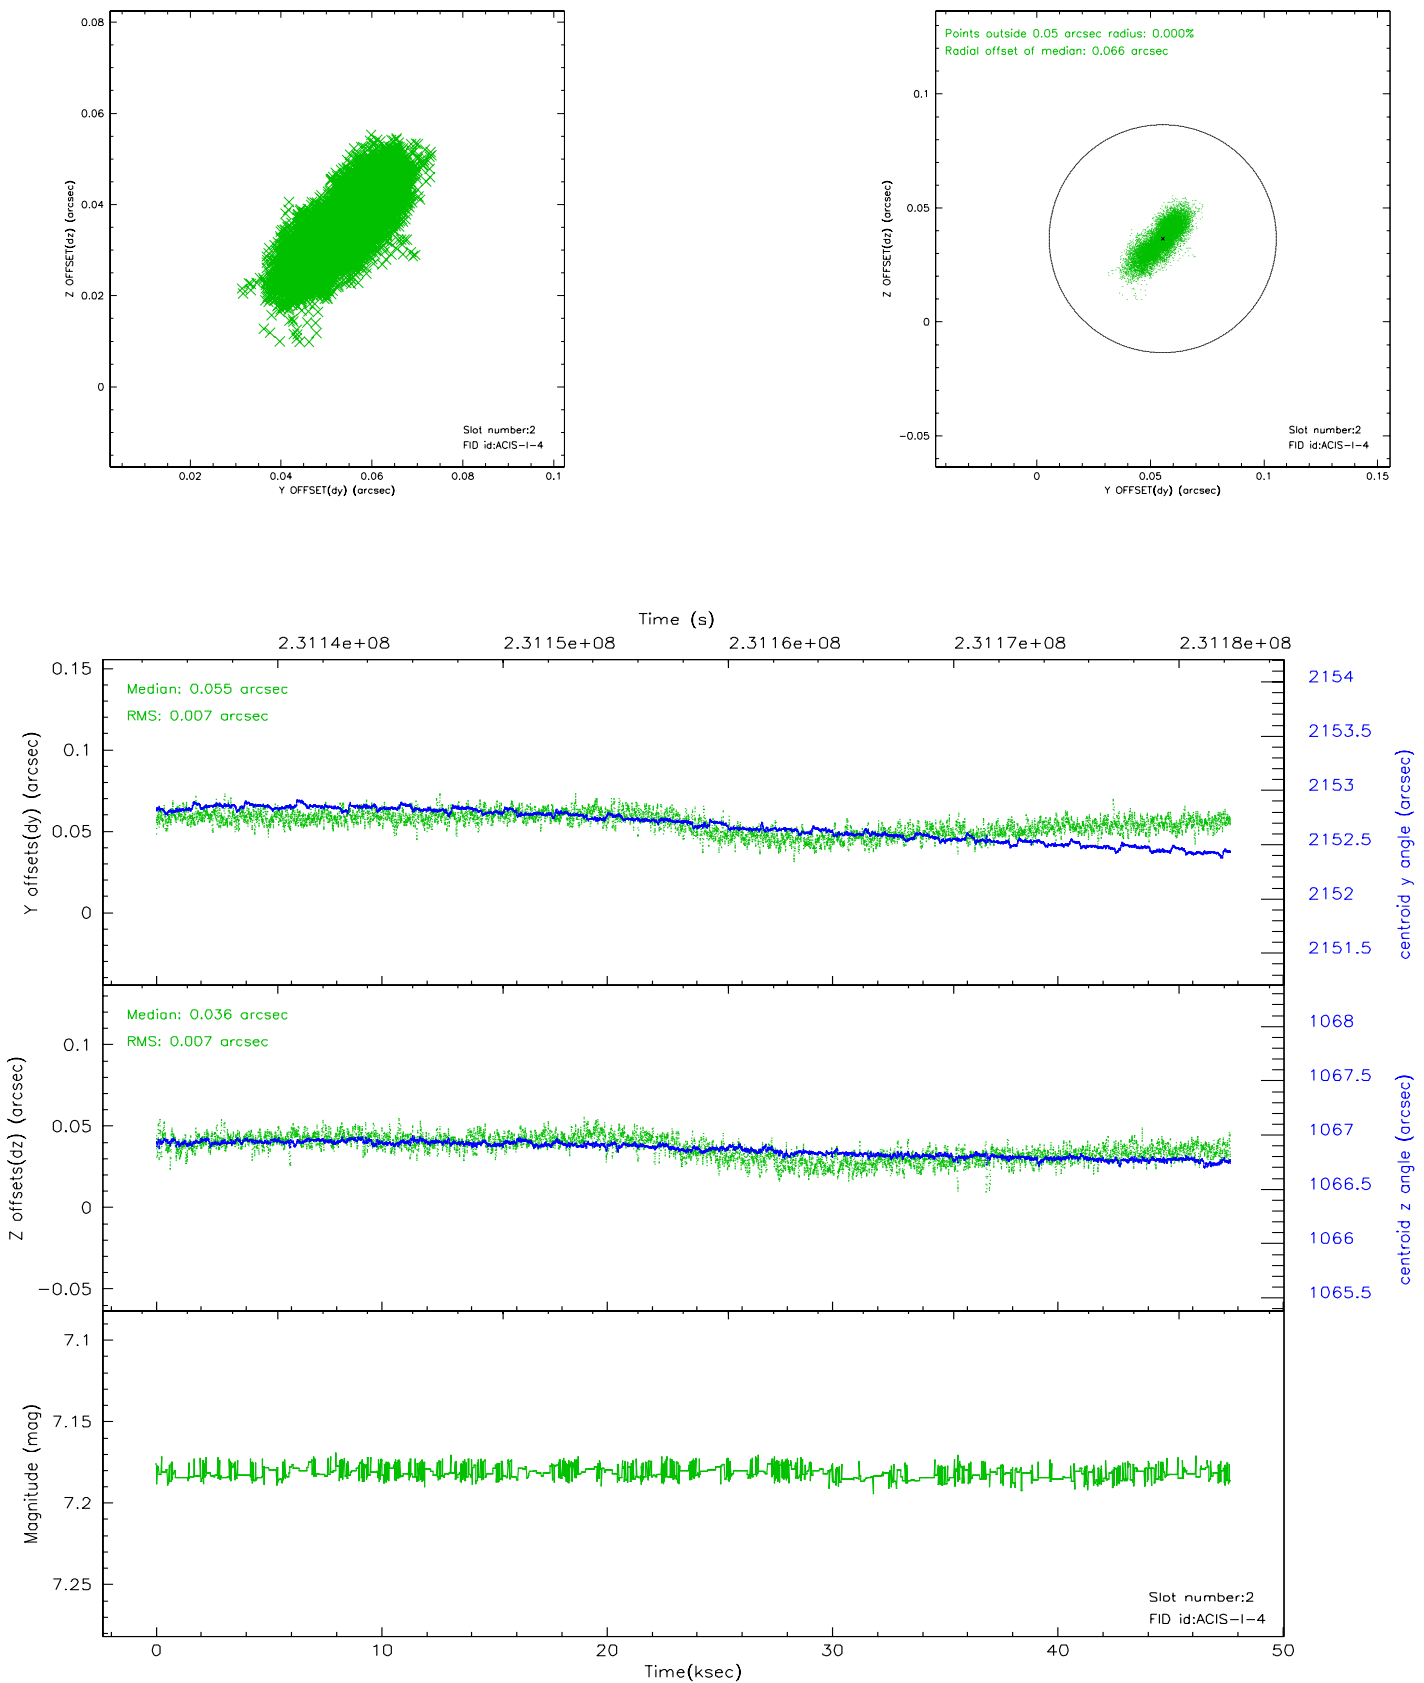 0.08
0.06
0.04
0.02
0
Z OFFSET(dz) (arcsec)
0.02
0.04
0.06
0.08
0.1
Y OFFSET(dy) (arcsec)
Slot number:2
FID id:ACIS-I-4
Points outside 0.05 arcsec radius: 0.000%
Radial offset of median: 0.066 arcsec
0.1
0.05
0
-0.05
Z OFFSET(dz) (arcsec)
0
0.05
0.1
0.15
Y OFFSET(dy) (arcsec)
Slot number:2
FID id:ACIS-I-4
Time (s)
2.3114e+08
2.3115e+08
2.3116e+08
2.3117e+08
2.3118e+08
Median: 0.055 arcsec
RMS: 0.007 arcsec
0.15
0.1
0.05
0
Y offsets(dy) (arcsec)
2154
2153.5
2153
2152.5
2152
2151.5
centroid y angle (arcsec)
Median: 0.036 arcsec
RMS: 0.007 arcsec
0.1
0.05
0
-0.05
Z offsets(dz) (arcsec)
1068
1067.5
1067
1066.5
1066
1065.5
centroid z angle (arcsec)
7.1
7.15
7.2
7.25
Magnitude (mag)
Slot number:2
FID id:ACIS-I-4
0
10
20
30
40
50
Time(ksec)